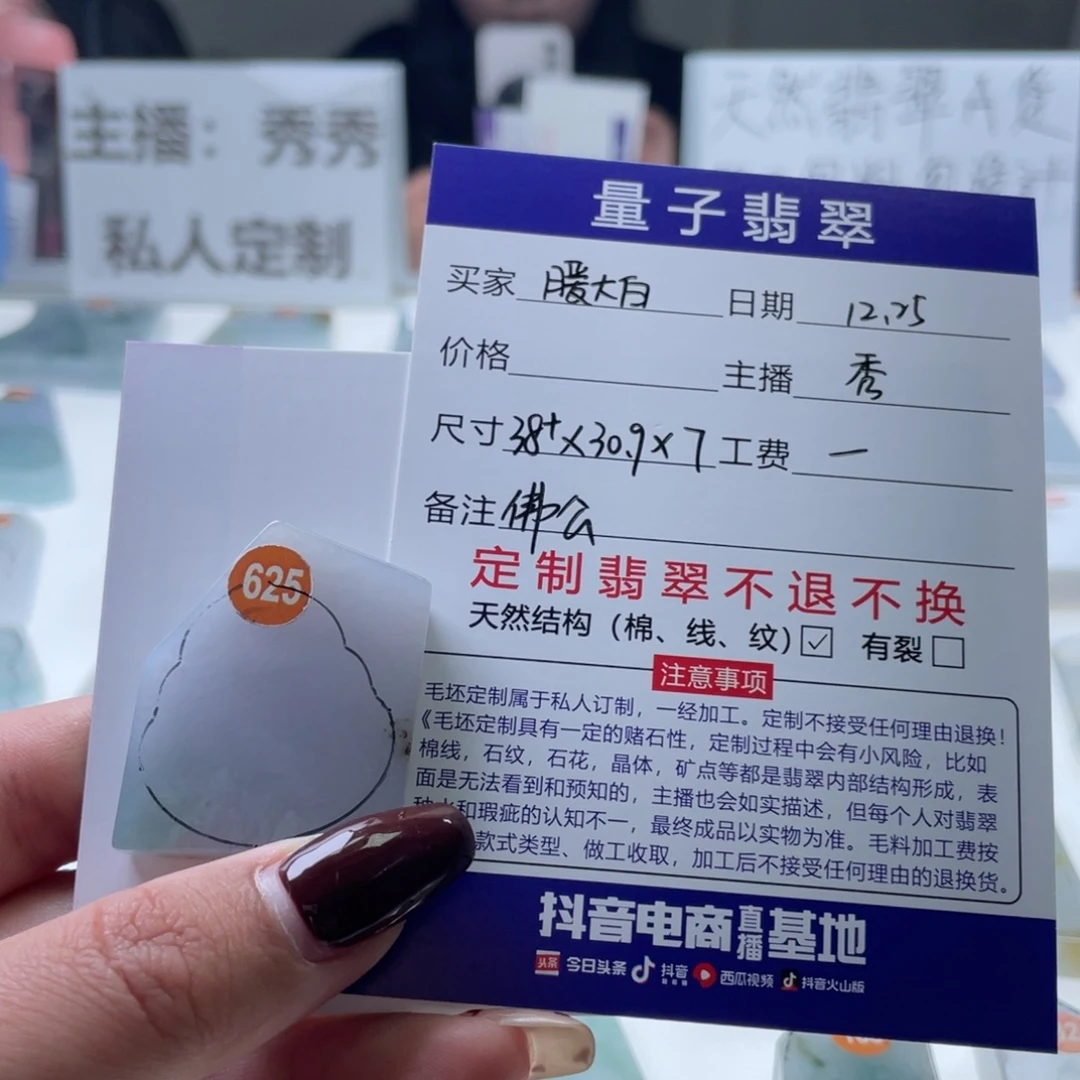 主播：秀秀
私人定制
天然翡翠A货
量子翡翠
买家 暖大白 日期 12.25
价格 主播 秀
尺寸 38+×30.9×7 工费 一
备注 佛公
定制翡翠不退不换
天然结构（棉、线、纹）☑ 有裂☐
注意事项
毛坯定制属于私人订制，一经加工。定制不接受任何理由退换！
《毛坯定制具有一定的赌石性，定制过程中会有小风险，比如
棉线，石纹，石花，晶体，矿点等都是翡翠内部结构形成，表
面是无法看到和预知的，主播也会如实描述，但每个人对翡翠
种水和瑕疵的认知不一，最终成品以实物为准。毛料加工费按
款式类型、做工收取，加工后不接受任何理由的退换货。
抖音电商直播基地
头条 今日头条 抖音 西瓜视频 抖音火山版
625